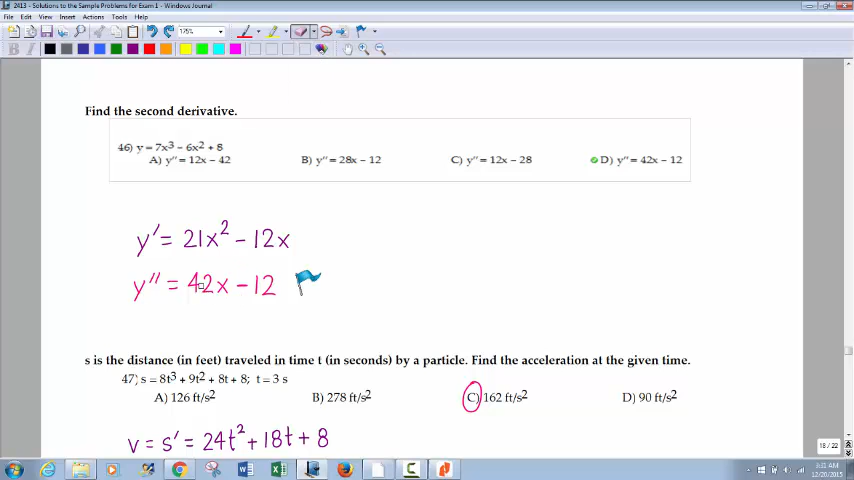 2413 - Solutions to the Sample Problems for Exam 1 - Windows Journal
File Edit View Insert Actions Tools Help
175%
B I
Find the second derivative.
46) y = 7x³ - 6x² + 8
A) y'' = 12x - 42 B) y'' = 28x - 12 C) y'' = 12x - 28 D) y'' = 42x - 12
y' = 21x² - 12x
y'' = 42x - 12
s is the distance (in feet) traveled in time t (in seconds) by a particle. Find the acceleration at the given time.
47) s = 8t³ + 9t² + 8t + 8; t = 3 s
A) 126 ft/s² B) 278 ft/s² C) 162 ft/s² D) 90 ft/s²
v = s' = 24t² + 18t + 8
18 / 22
3:31 AM
12/20/2015